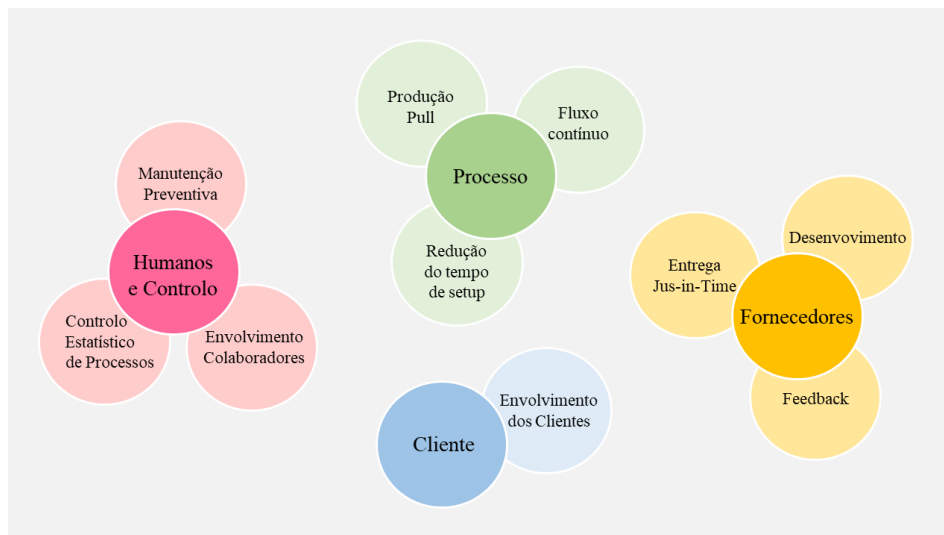 Produção
Pull
Fluxo
contínuo
Processo
Redução
do tempo
de setup
Manutenção
Preventiva
Humanos
e Controlo
Controlo
Estatístico
de Processos
Envolvimento
Colaboradores
Desenvovimento
Entrega
Jus-in-Time
Fornecedores
Feedback
Envolvimento
dos Clientes
Cliente